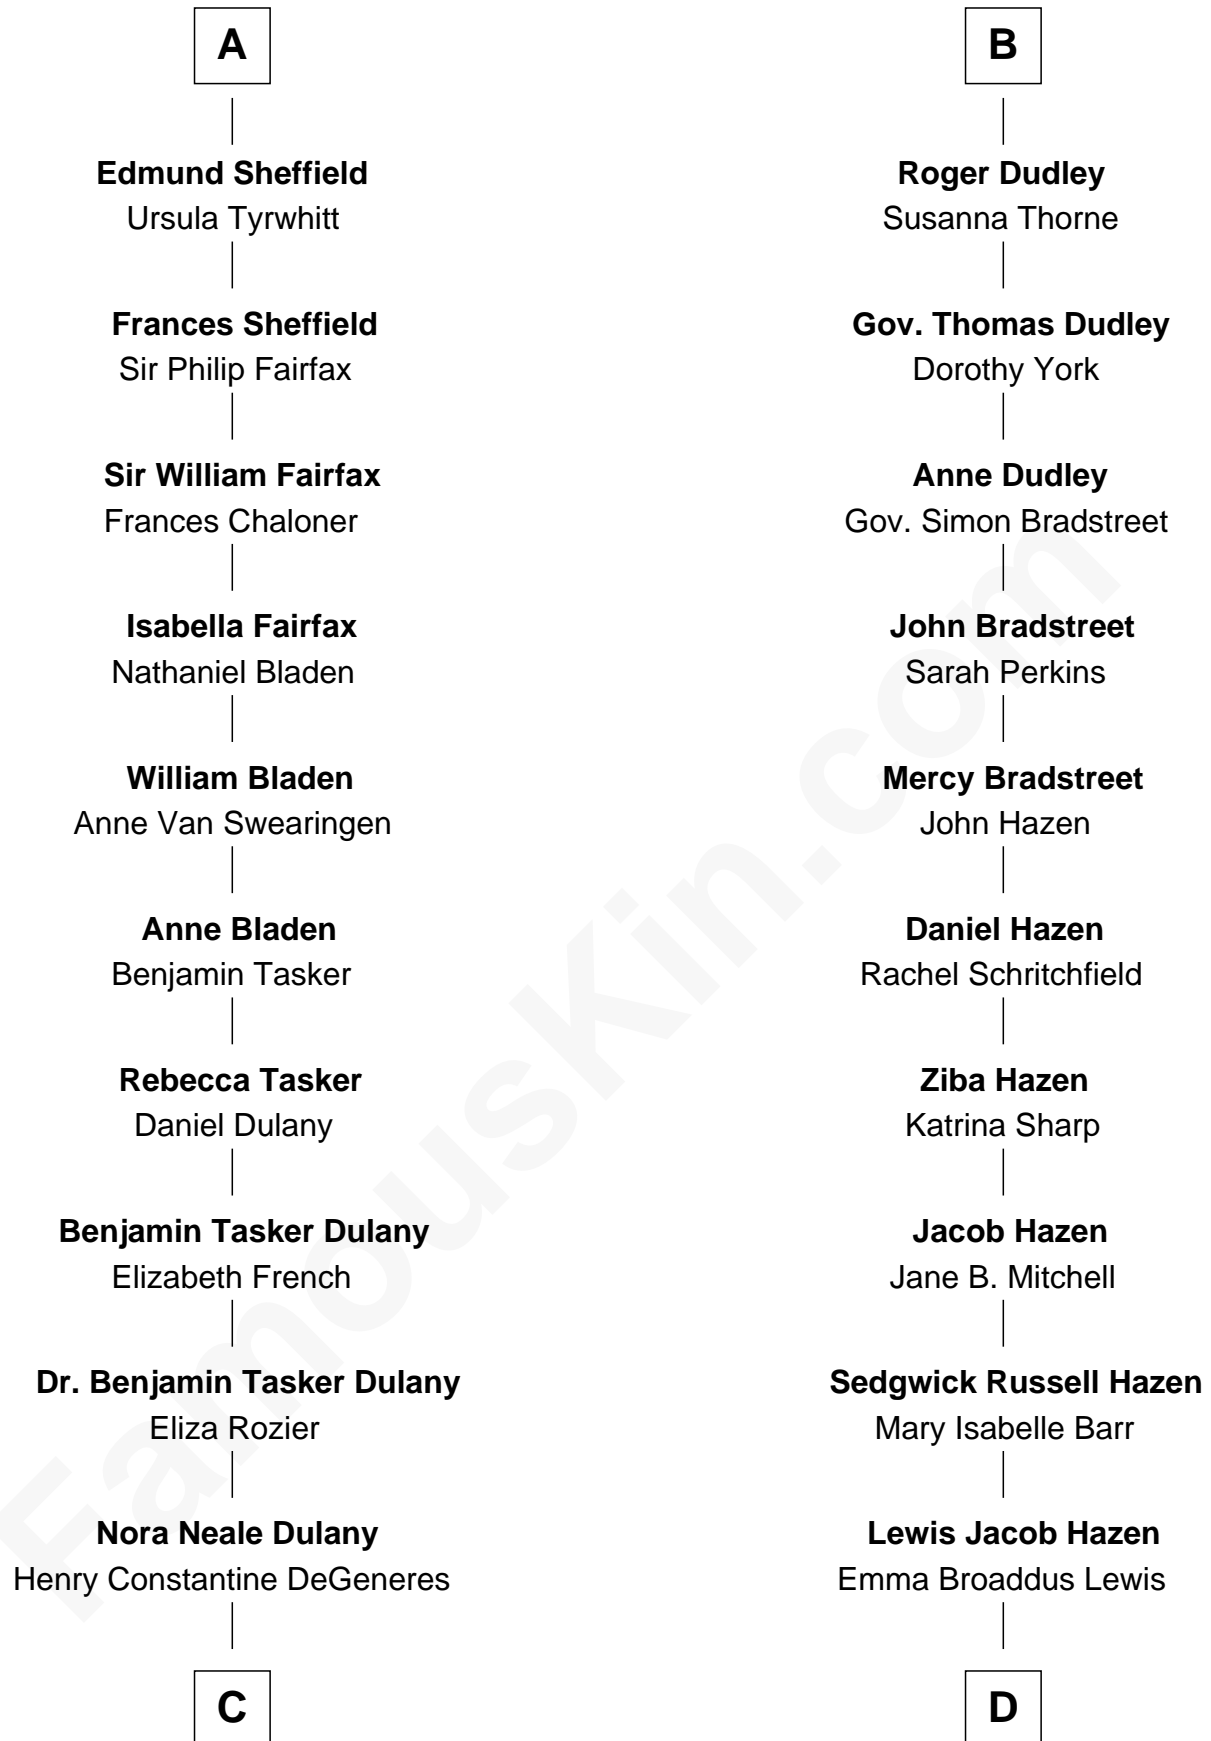 A
Edmund Sheffield
Ursula Tyrwhitt
Frances Sheffield
Sir Philip Fairfax
Sir William Fairfax
Frances Chaloner
Isabella Fairfax
Nathaniel Bladen
William Bladen
Anne Van Swearingen
Anne Bladen
Benjamin Tasker
Rebecca Tasker
Daniel Dulany
Benjamin Tasker Dulany
Elizabeth French
Dr. Benjamin Tasker Dulany
Eliza Rozier
Nora Neale Dulany
Henry Constantine DeGeneres
C
B
Roger Dudley
Susanna Thorne
Gov. Thomas Dudley
Dorothy York
Anne Dudley
Gov. Simon Bradstreet
John Bradstreet
Sarah Perkins
Mercy Bradstreet
John Hazen
Daniel Hazen
Rachel Schritchfield
Ziba Hazen
Katrina Sharp
Jacob Hazen
Jane B. Mitchell
Sedgwick Russell Hazen
Mary Isabelle Barr
Lewis Jacob Hazen
Emma Broaddus Lewis
D
FamousKin.com